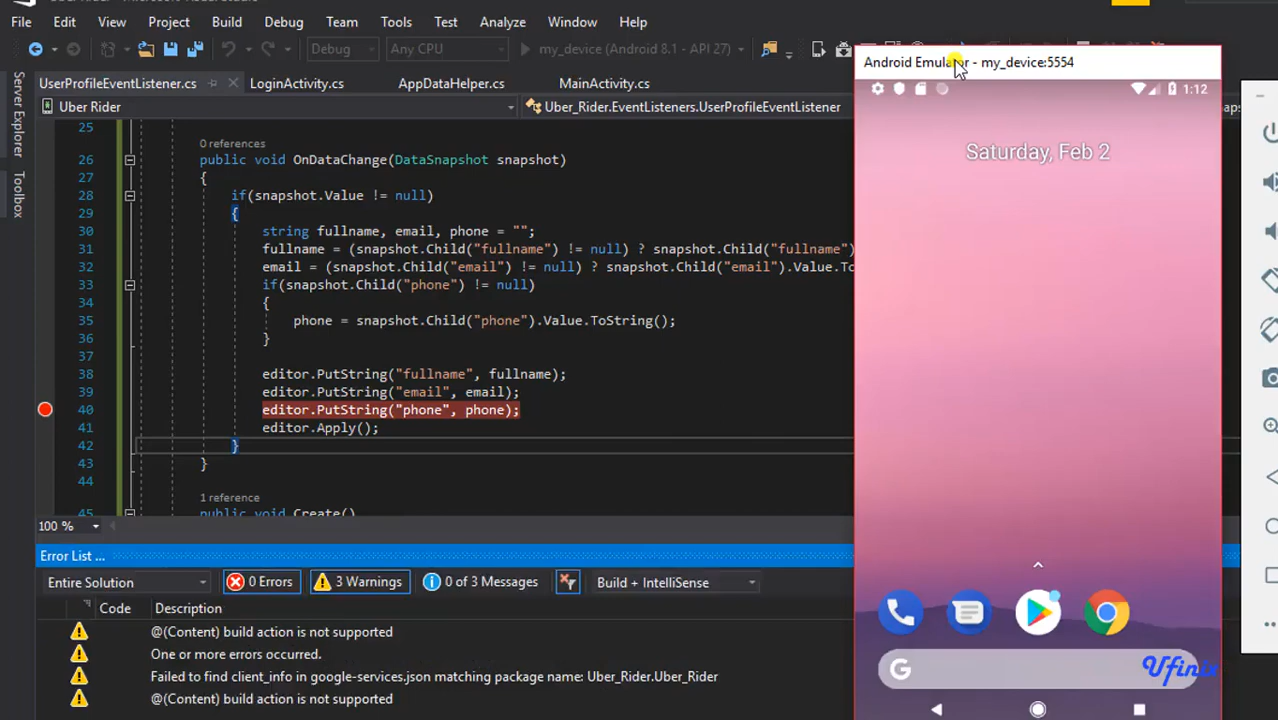 File Edit View Project Build Debug Team Tools Test Analyze Window Help
Debug Any CPU my_device (Android 8.1 - API 27)
UserProfileEventListener.cs LoginActivity.cs AppDataHelper.cs MainActivity.cs
Uber Rider Uber_Rider.EventListeners.UserProfileEventListener
Server Explorer
Toolbox
25
0 references
26 public void OnDataChange(DataSnapshot snapshot)
27 {
28 if(snapshot.Value != null)
29 {
30 string fullname, email, phone = "";
31 fullname = (snapshot.Child("fullname") != null) ? snapshot.Child("fullname")
32 email = (snapshot.Child("email") != null) ? snapshot.Child("email").Value.To
33 if(snapshot.Child("phone") != null)
34 {
35 phone = snapshot.Child("phone").Value.ToString();
36 }
37
38 editor.PutString("fullname", fullname);
39 editor.PutString("email", email);
40 editor.PutString("phone", phone);
41 editor.Apply();
42 }
43 }
44
1 reference
45 public void Create()
100 %
Error List ...
Entire Solution 0 Errors 3 Warnings 0 of 3 Messages Build + IntelliSense
Code Description
@(Content) build action is not supported
One or more errors occurred.
Failed to find client_info in google-services.json matching package name: Uber_Rider.Uber_Rider
@(Content) build action is not supported
Android Emulator - my_device:5554
1:12
Saturday, Feb 2
G
Ufinix